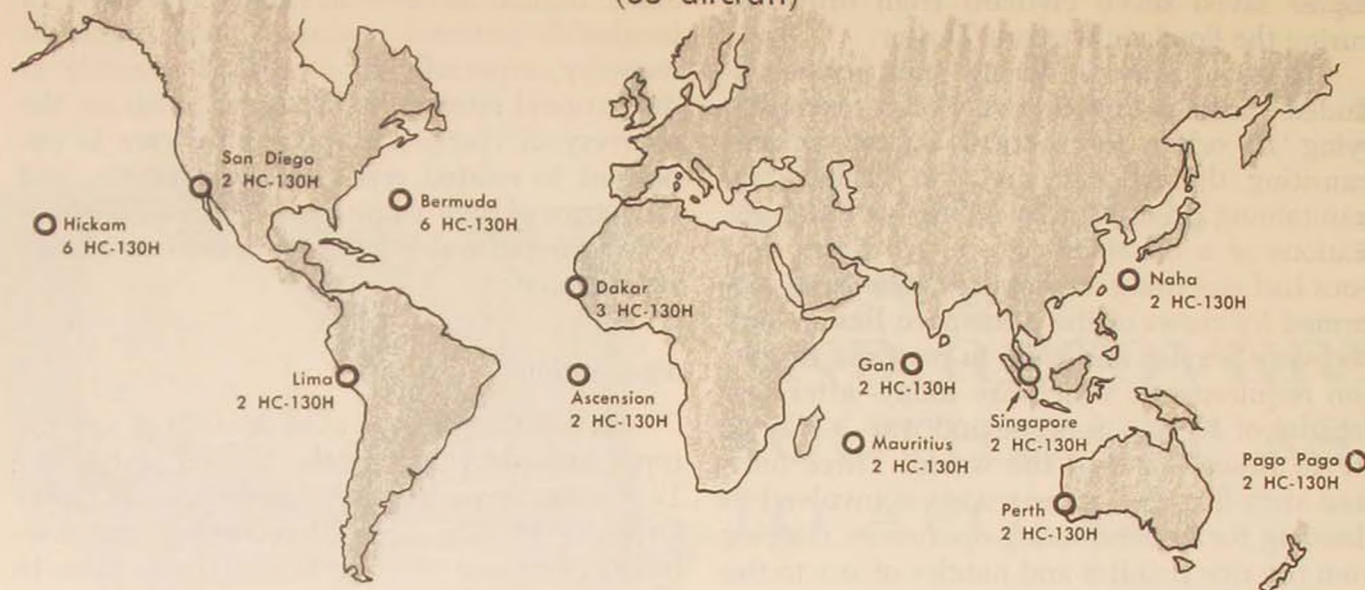 aircraft)
San Diego
2 HC-130H
Bermuda
6 HC-130H
Hickam
6 HC-130H
Dakar
3 HC-130H
Naha
2 HC-130H
Lima
2 HC-130H
Ascension
2 HC-130H
Gan
2 HC-130H
Singapore
2 HC-130H
Mauritius
2 HC-130H
Pago Pago
2 HC-130H
Perth
2 HC-130H